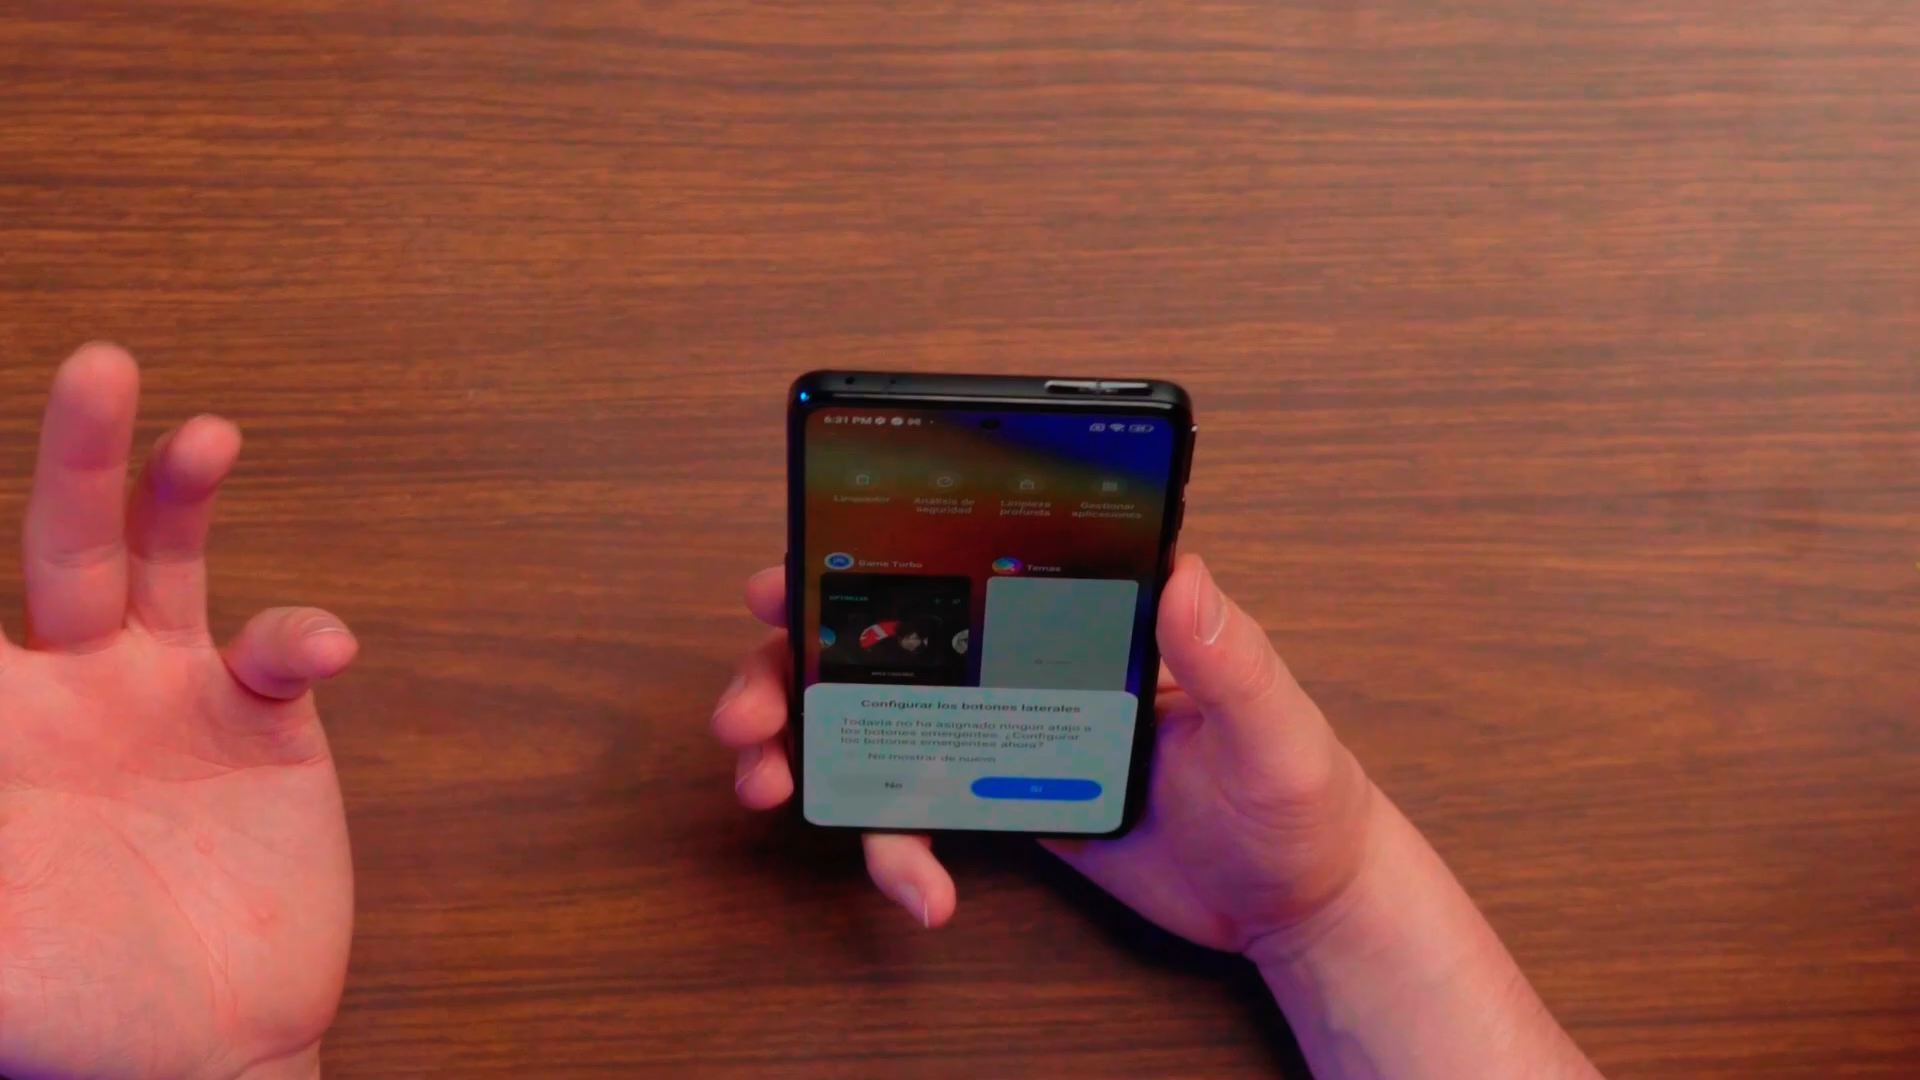 6:31 PM
Limpiador
Análisis de
seguridad
Limpieza
profunda
Gestionar
aplicaciones
Game Turbo
Temas
OPTIMIZAR
Configurar los botones laterales
Todavía no ha asignado ningún atajo a
los botones emergentes. ¿Configurar
los botones emergentes ahora?
No mostrar de nuevo
No
Sí